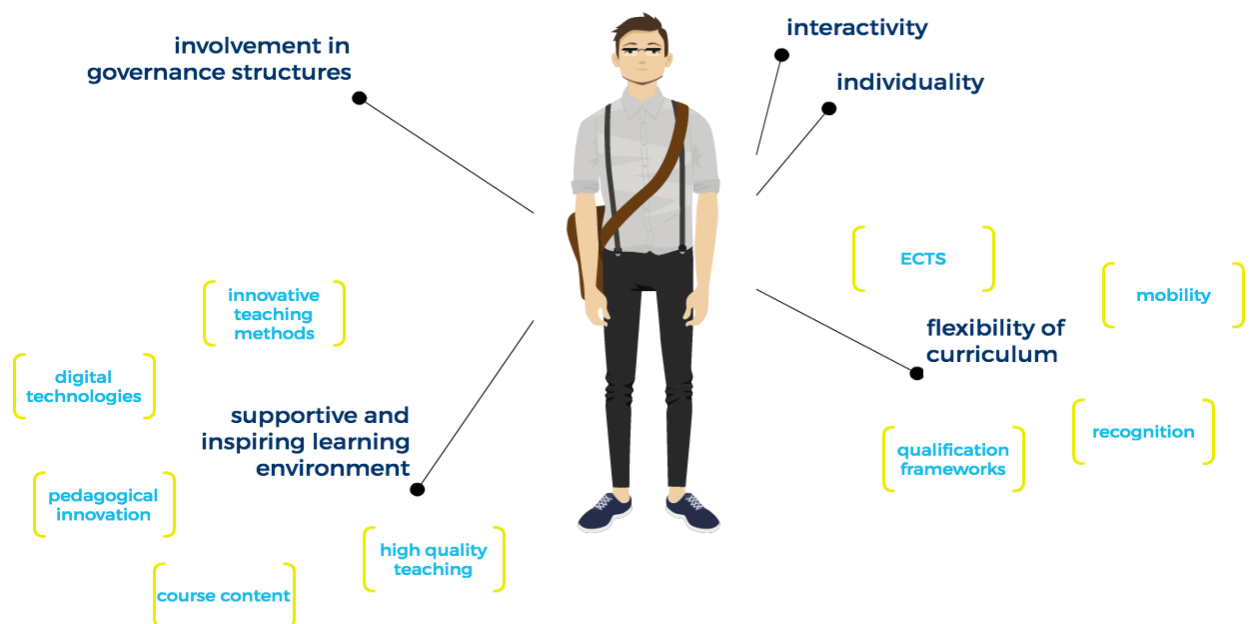 involvement in
governance structures
interactivity
individuality
ECTS
mobility
flexibility of
curriculum
qualification
frameworks
recognition
innovative
teaching
methods
digital
technologies
supportive and
inspiring learning
environment
pedagogical
innovation
course content
high quality
teaching